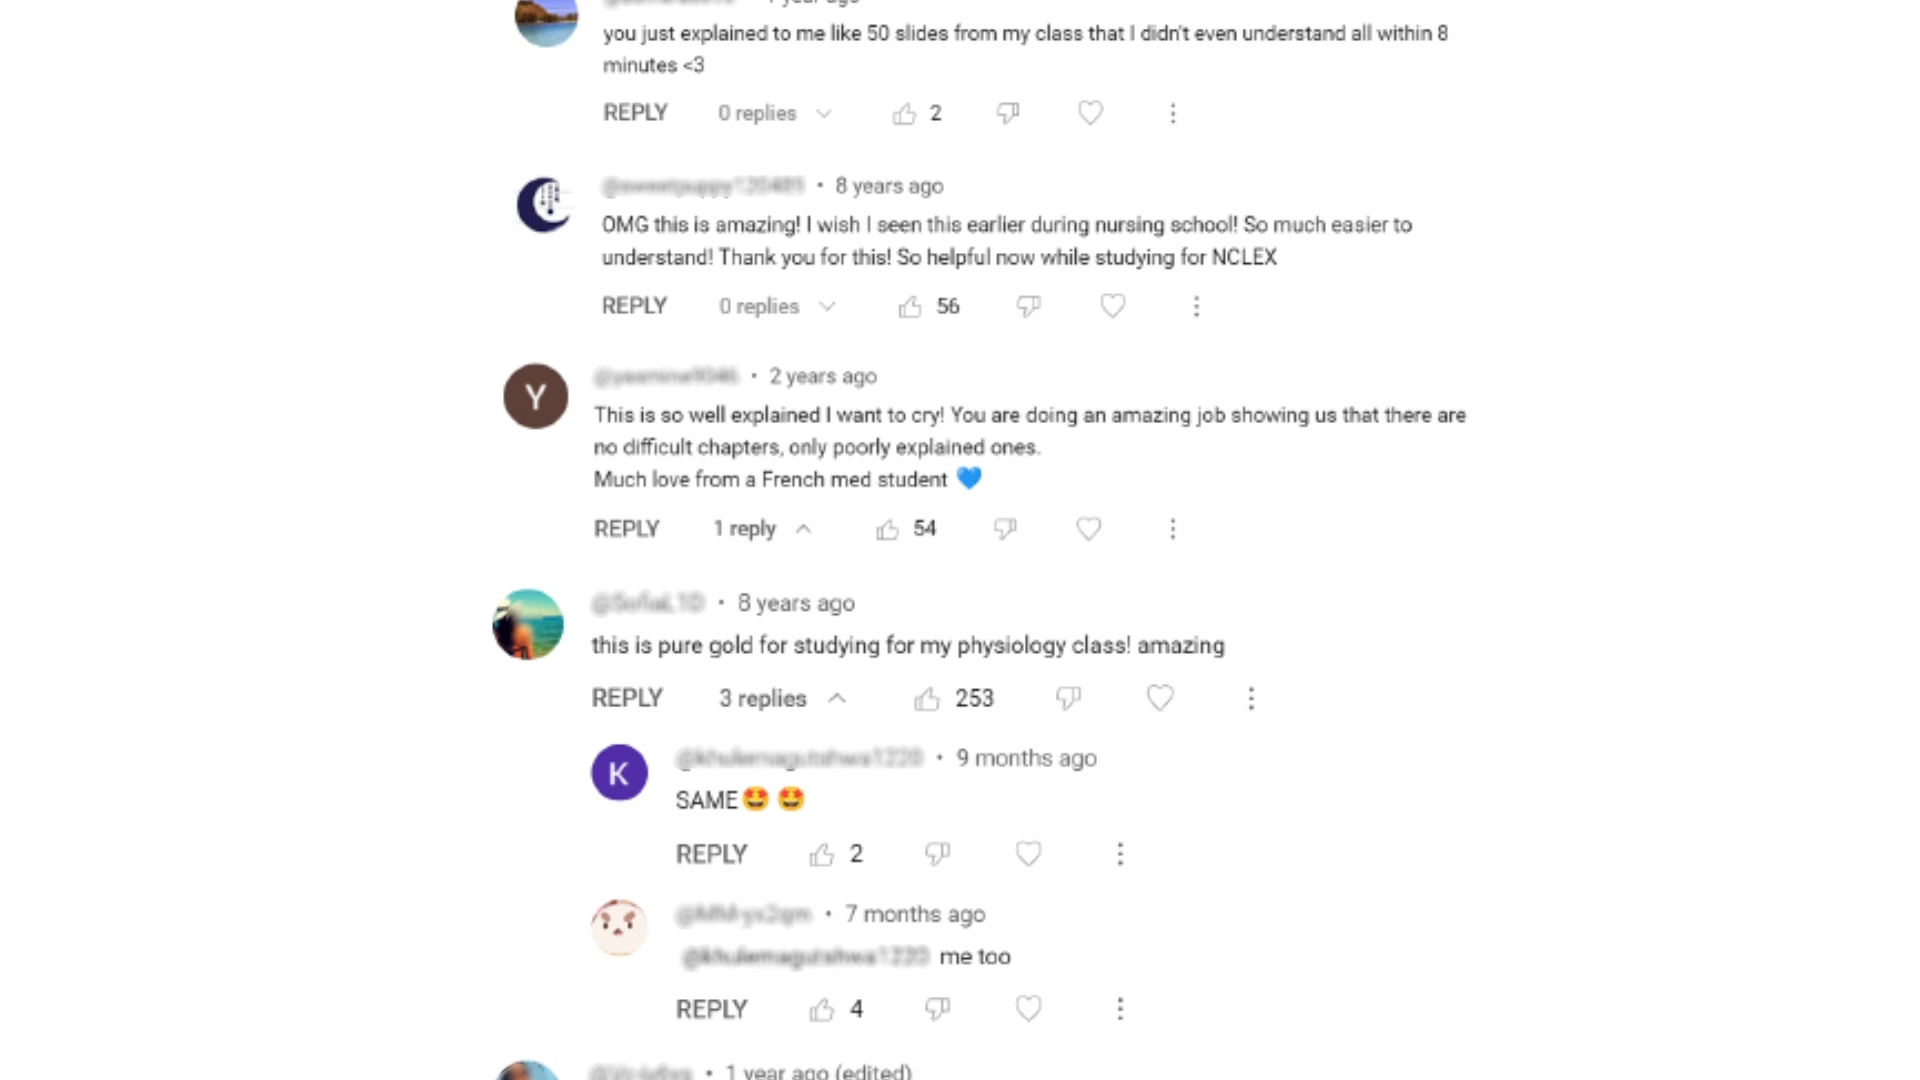 you just explained to me like 50 slides from my class that I didn't even understand all within 8
minutes <3
REPLY 0 replies 2
• 8 years ago
OMG this is amazing! I wish I seen this earlier during nursing school! So much easier to
understand! Thank you for this! So helpful now while studying for NCLEX
REPLY 0 replies 56
Y
• 2 years ago
This is so well explained I want to cry! You are doing an amazing job showing us that there are
no difficult chapters, only poorly explained ones.
Much love from a French med student 💙
REPLY 1 reply 54
• 8 years ago
this is pure gold for studying for my physiology class! amazing
REPLY 3 replies 253
K
• 9 months ago
SAME🤩 🤩
REPLY 2
• 7 months ago
me too
REPLY 4
• 1 year ago (edited)